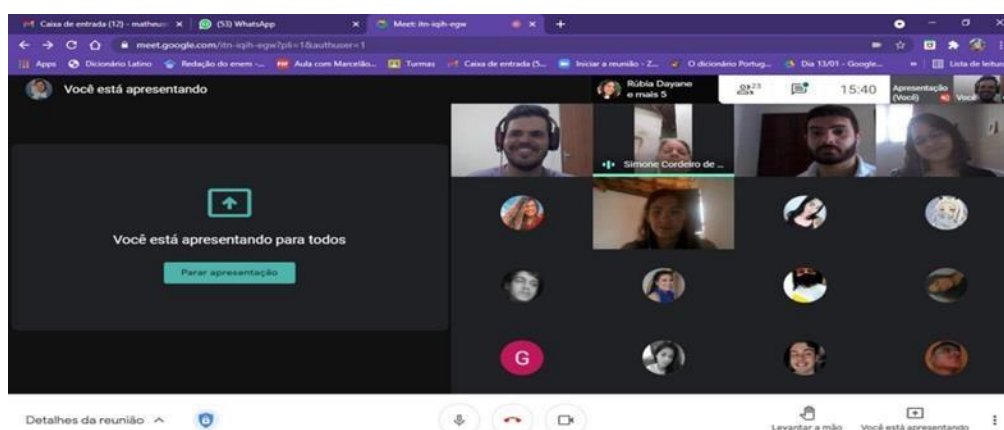 Caixa de entrada (12) - matheus
(53) WhatsApp
Meet: itn-iqih-egw
meet.google.com/itn-iqih-egw?pli=1&authuser=1
Apps
Dicionário Latino
Redação do enem -...
Aula com Marcelão...
Turmas
Caixa de entrada (5...
Iniciar a reunião - Z...
O dicionário Portug...
Dia 13/01 - Google...
Lista de leitura
Você está apresentando
Rúbia Dayane
e mais 5
23
15:40
Apresentação
(Você)
Você
Simone Cordeiro de ...
Você está apresentando para todos
Parar apresentação
G
Detalhes da reunião
Levantar a mão
Você está apresentando